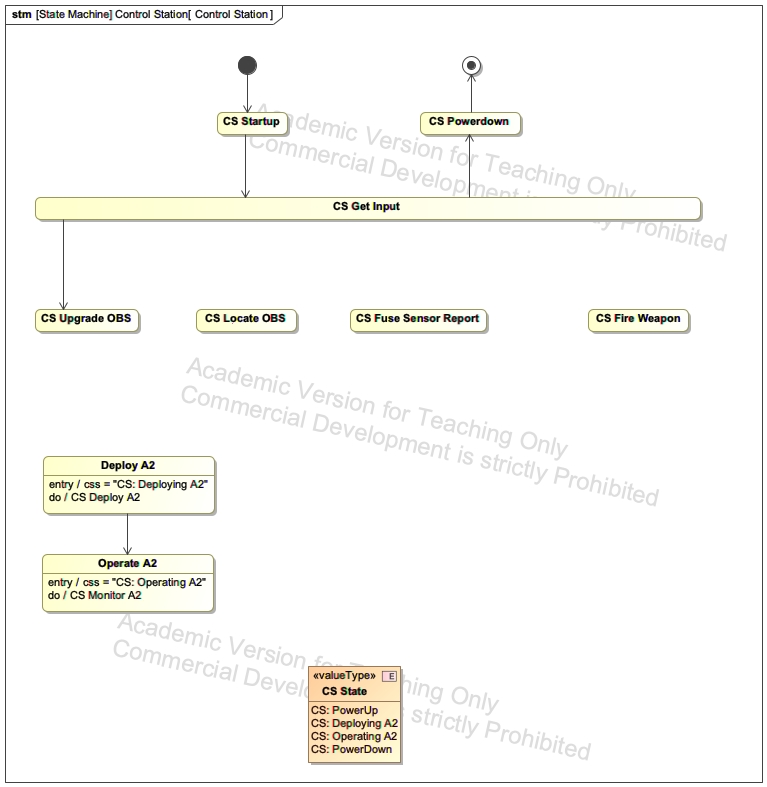 stm [State Machine] Control Station[ Control Station ]
CS Startup
CS Powerdown
Academic Version for Teaching Only
Commercial Development is strictly Prohibited
CS Get Input
CS Upgrade OBS
CS Locate OBS
CS Fuse Sensor Report
CS Fire Weapon
Academic Version for Teaching Only
Commercial Development is strictly Prohibited
Deploy A2
entry / css = "CS: Deploying A2"
do / CS Deploy A2
Operate A2
entry / css = "CS: Operating A2"
do / CS Monitor A2
Academic Version for Teaching Only
Commercial Development is strictly Prohibited
«valueType» E
CS State
CS: PowerUp
CS: Deploying A2
CS: Operating A2
CS: PowerDown